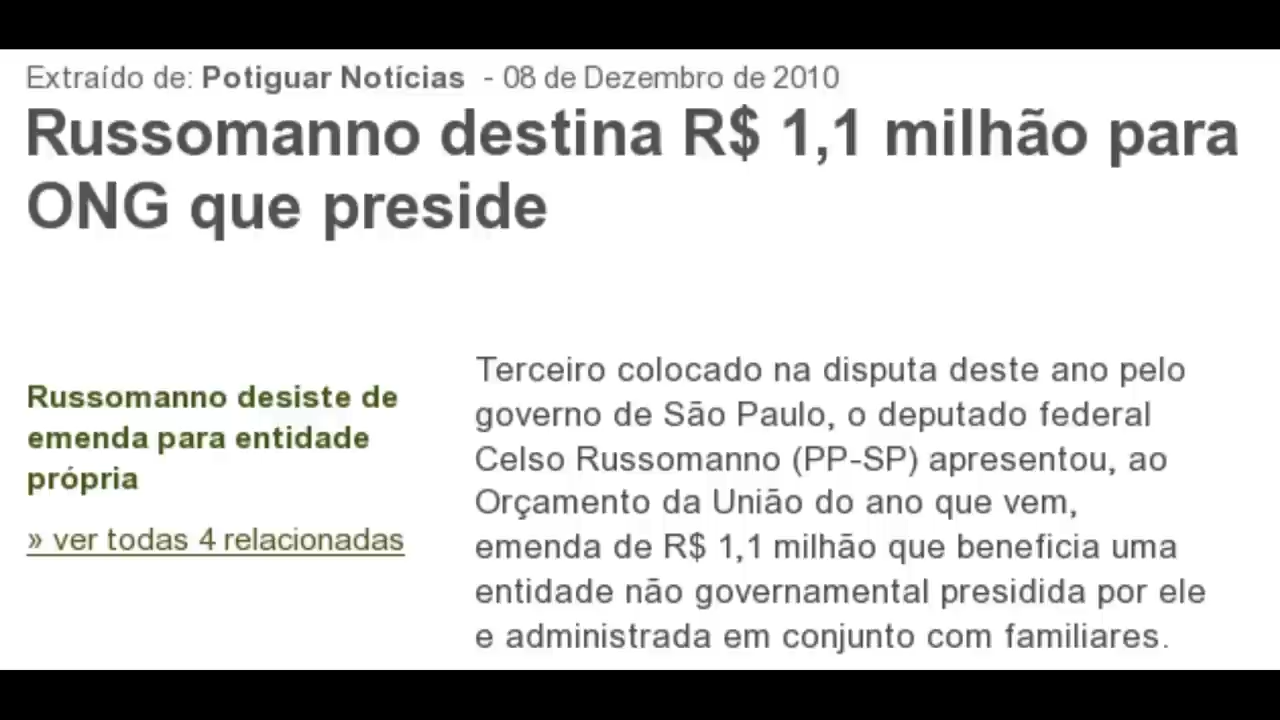 Extraído de: Potiguar Notícias - 08 de Dezembro de 2010
Russomanno destina R$ 1,1 milhão para
ONG que preside
Russomanno desiste de
emenda para entidade
própria
» ver todas 4 relacionadas
Terceiro colocado na disputa deste ano pelo
governo de São Paulo, o deputado federal
Celso Russomanno (PP-SP) apresentou, ao
Orçamento da União do ano que vem,
emenda de R$ 1,1 milhão que beneficia uma
entidade não governamental presidida por ele
e administrada em conjunto com familiares.